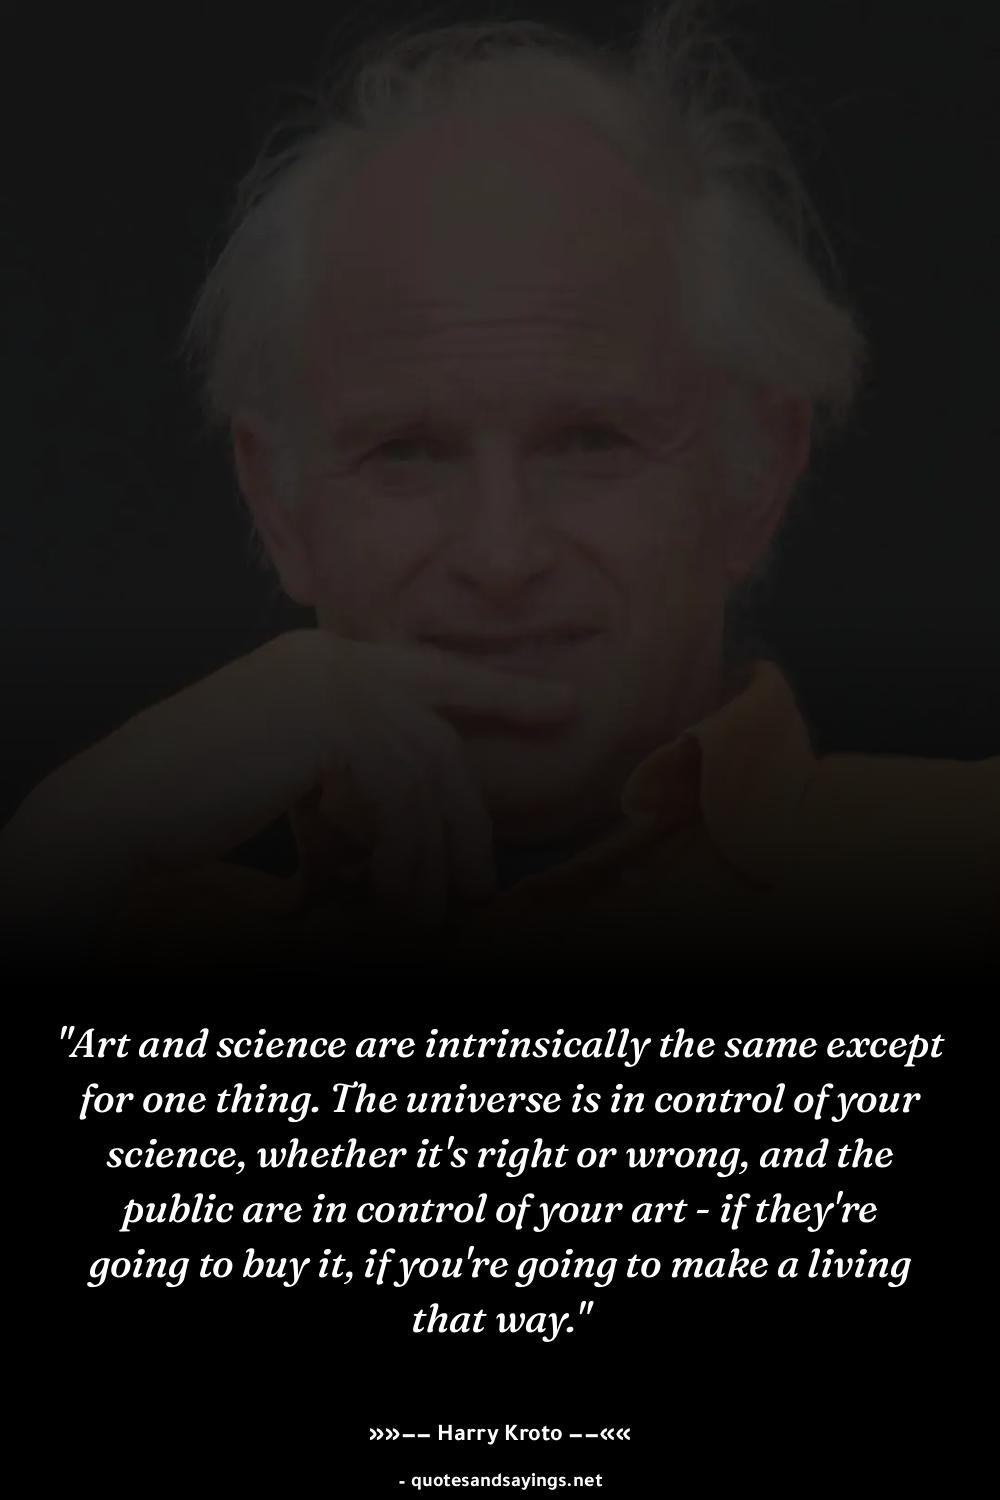 "Art and science are intrinsically the same except
for one thing. The universe is in control of your
science, whether it's right or wrong, and the
public are in control of your art - if they're
going to buy it, if you're going to make a living
that way."
»»−− Harry Kroto −−««
- quotesandsayings.net